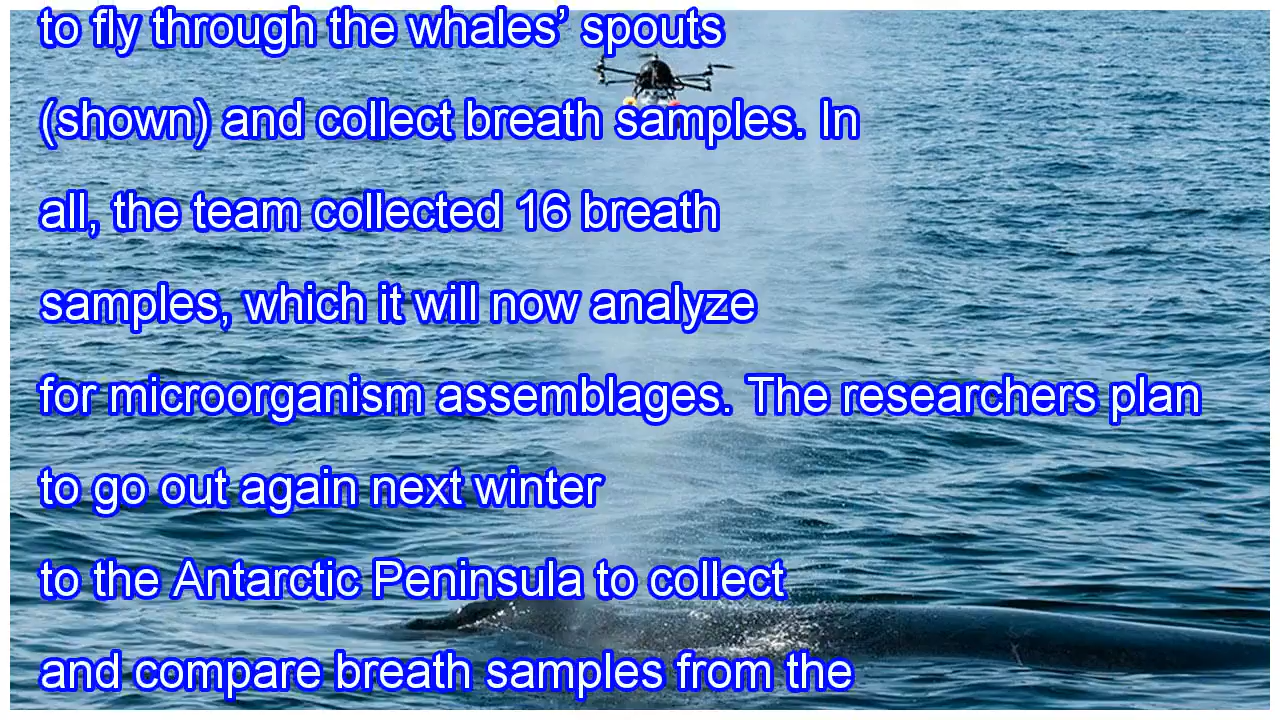 to fly through the whales’ spouts
(shown) and collect breath samples. In
all, the team collected 16 breath
samples, which it will now analyze
for microorganism assemblages. The researchers plan
to go out again next winter
to the Antarctic Peninsula to collect
and compare breath samples from the